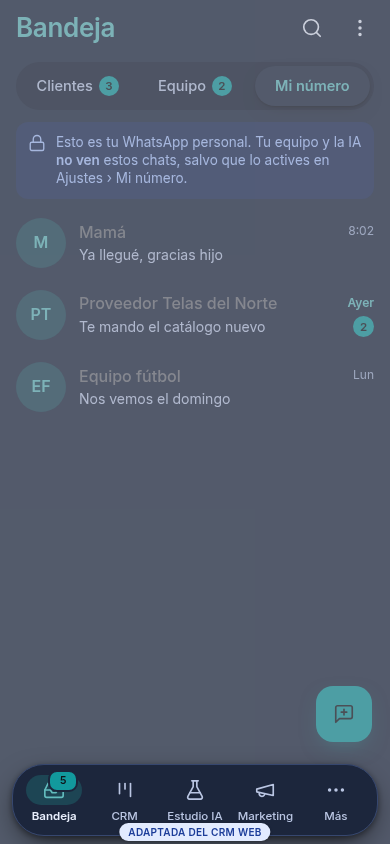 Bandeja
Clientes 3 Equipo 2 Mi número
Esto es tu WhatsApp personal. Tu equipo y la IA
no ven estos chats, salvo que lo actives en
Ajustes › Mi número.
M Mamá 8:02
Ya llegué, gracias hijo
PT Proveedor Telas del Norte Ayer
Te mando el catálogo nuevo 2
EF Equipo fútbol Lun
Nos vemos el domingo
5
Bandeja CRM Estudio IA Marketing Más
ADAPTADA DEL CRM WEB